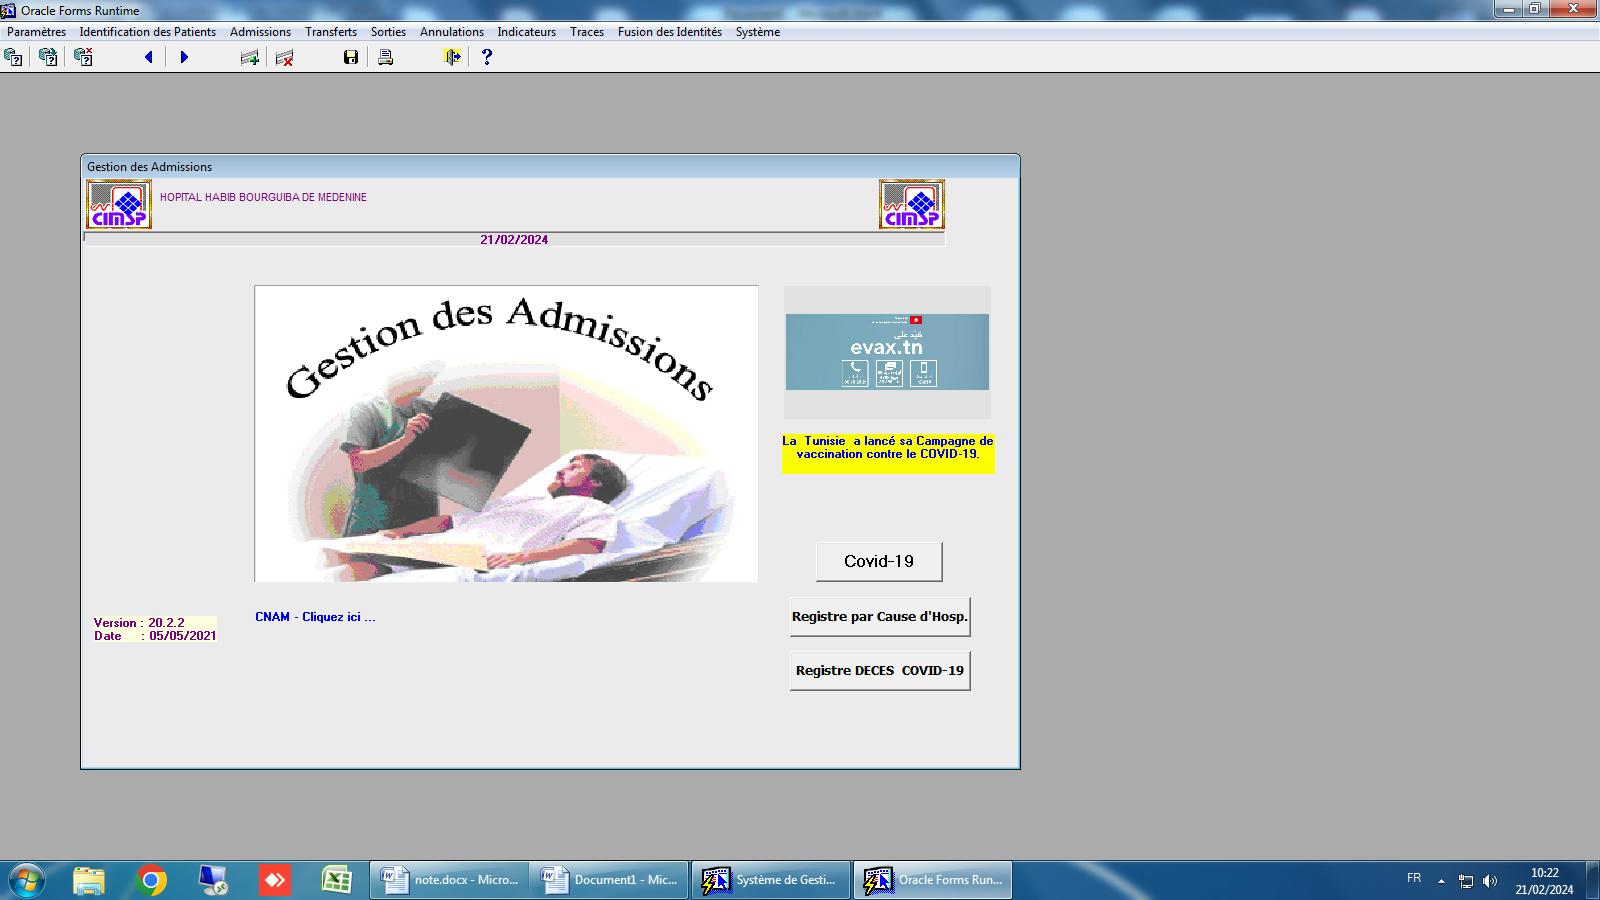 Oracle Forms Runtime
Paramètres Identification des Patients Admissions Transferts Sorties Annulations Indicateurs Traces Fusion des Identités Système
Gestion des Admissions
CIMSP
HOPITAL HABIB BOURGUIBA DE MEDENINE
CIMSP
21/02/2024
Gestion des Admissions
قيّد على
evax.tn
La Tunisie a lancé sa Campagne de
vaccination contre le COVID-19.
Covid-19
Registre par Cause d'Hosp.
Registre DECES COVID-19
CNAM - Cliquez ici ...
Version : 20.2.2
Date : 05/05/2021
note.docx - Micro...
Document1 - Mic...
Système de Gesti...
Oracle Forms Run...
FR
10:22
21/02/2024